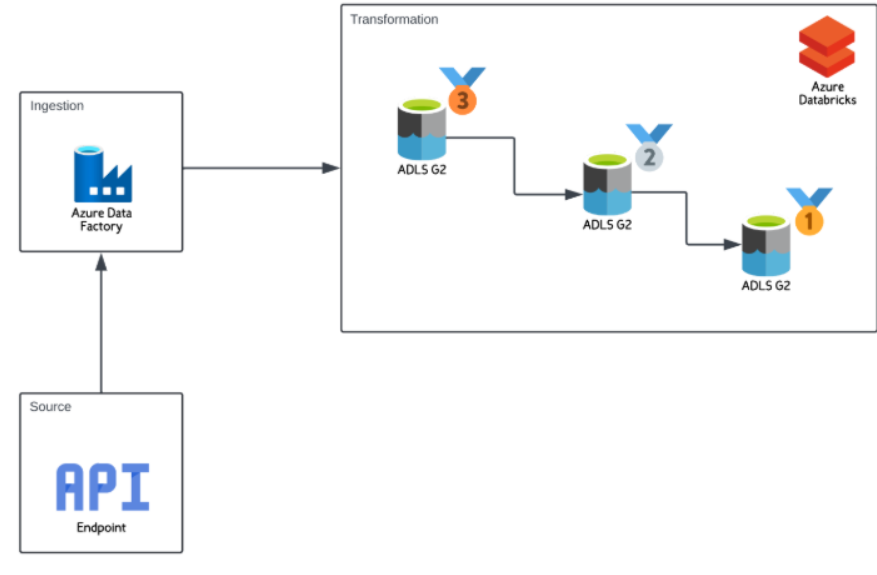 Transformation
Azure
Databricks
3
ADLS G2
2
ADLS G2
1
ADLS G2
Ingestion
Azure Data
Factory
Source
API
Endpoint